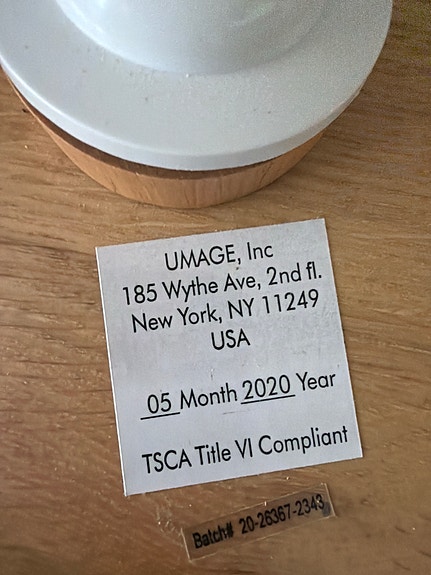 UMAGE, Inc
185 Wythe Ave, 2nd fl.
New York, NY 11249
USA
05 Month 2020 Year
TSCA Title VI Compliant
Batch# 20-26367-2343